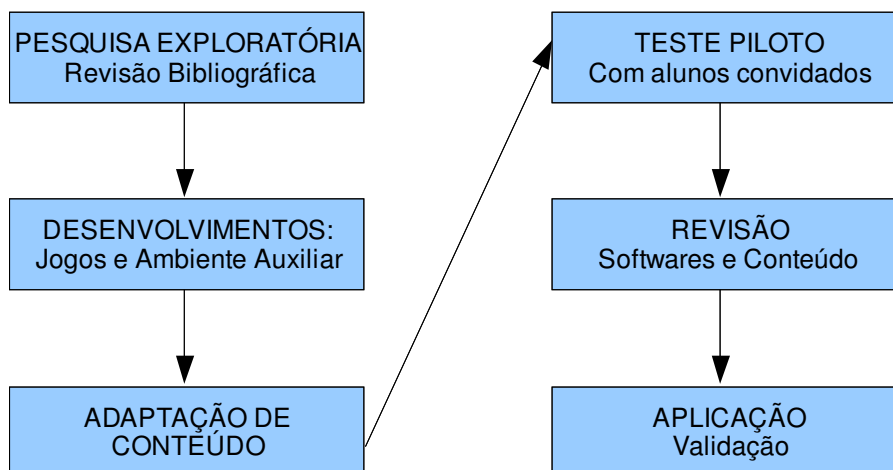 PESQUISA EXPLORATÓRIA
Revisão Bibliográfica
DESENVOLVIMENTOS:
Jogos e Ambiente Auxiliar
ADAPTAÇÃO DE
CONTEÚDO
TESTE PILOTO
Com alunos convidados
REVISÃO
Softwares e Conteúdo
APLICAÇÃO
Validação